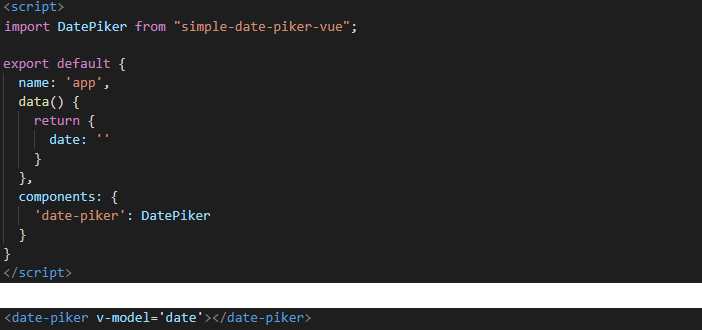 <script>
import DatePiker from "simple-date-piker-vue";
export default {
name: 'app',
data() {
return {
date: ''
}
},
components: {
'date-piker': DatePiker
}
}
</script>
<date-piker v-model='date'></date-piker>